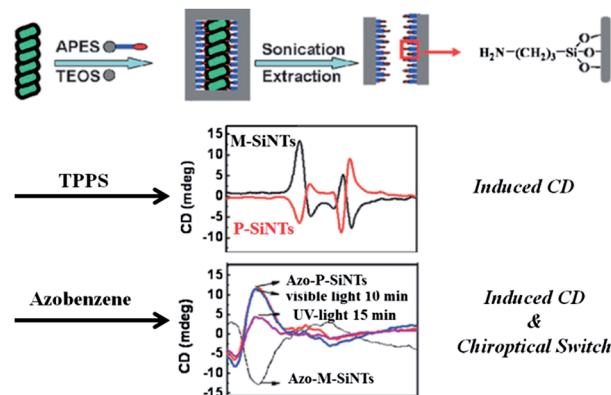 APES
TEOS
Sonication
Extraction
H₂N–(CH₂)₃–Si
O
O
O
TPPS
CD (mdeg)
15
10
5
0
-5
-10
M-SiNTs
P-SiNTs
Induced CD
Azobenzene
CD (mdeg)
15
10
5
0
-5
-10
Azo-P-SiNTs
visible light 10 min
UV-light 15 min
Azo-M-SiNTs
Induced CD
&
Chiroptical Switch